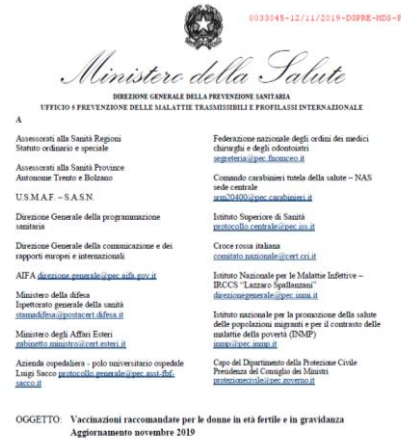 0033045-12/11/2019-DGPRE-MDS-P
Ministero della Salute
DIREZIONE GENERALE DELLA PREVENZIONE SANITARIA
UFFICIO 5 PREVENZIONE DELLE MALATTIE TRASMISSIBILI E PROFILASSI INTERNAZIONALE
A
Assessorati alla Sanità Regioni
Statuto ordinario e speciale
Assessorati alla Sanità Province
Autonome Trento e Bolzano
U.S.M.A.F. – S.A.S.N.
Direzione Generale della programmazione
sanitaria
Direzione Generale della comunicazione e dei
rapporti europei e internazionali
AIFA direzione.generale@pec.aifa.gov.it
Ministero della difesa
Ispettorato generale della sanità
stamadifesa@postacert.difesa.it
Ministero degli Affari Esteri
gabinetto.ministro@cert.esteri.it
Azienda ospedaliera - polo universitario ospedale
Luigi Sacco protocollo.generale@pec.asst-fbf-
sacco.it
Federazione nazionale degli ordini dei medici
chirurghi e degli odontoiatri
segreteria@pec.fnomceo.it
Comando carabinieri tutela della salute – NAS
sede centrale
srm20400@pec.carabinieri.it
Istituto Superiore di Sanità
protocollo.centrale@pec.iss.it
Croce rossa italiana
comitato.nazionale@cert.cri.it
Istituto Nazionale per le Malattie Infettive –
IRCCS "Lazzaro Spallanzani"
direzionegenerale@pec.inmi.it
Istituto nazionale per la promozione della salute
delle popolazioni migranti e per il contrasto delle
malattie della povertà (INMP)
inmp@pec.inmp.it
Capo del Dipartimento della Protezione Civile
Presidenza del Consiglio dei Ministri
protezionecivile@pec.governo.it
OGGETTO: Vaccinazioni raccomandate per le donne in età fertile e in gravidanza
Aggiornamento novembre 2019